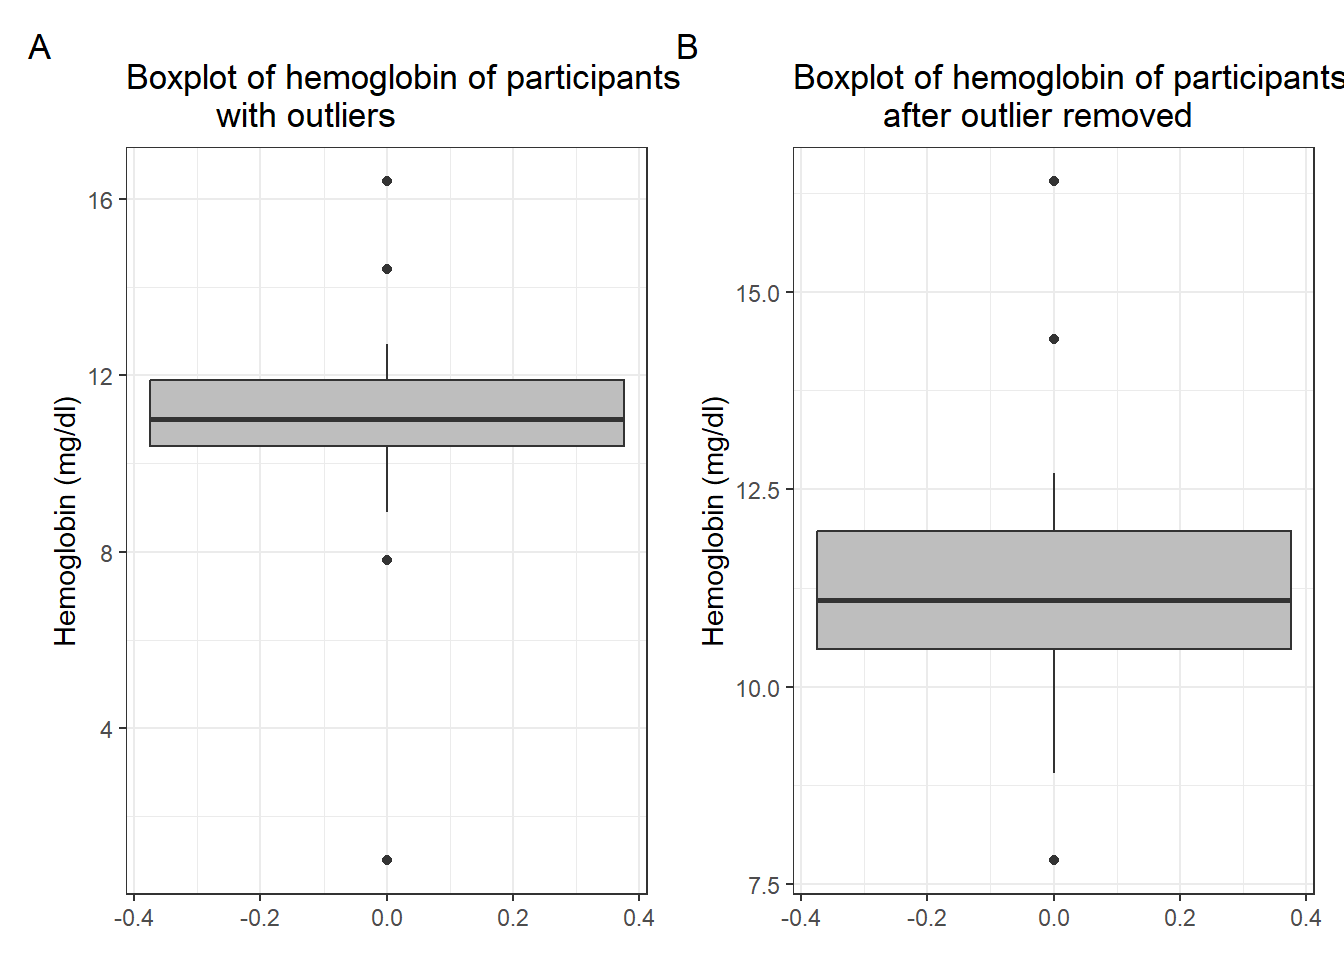 A
Boxplot of hemoglobin of participants
with outliers
16
12
8
4
Hemoglobin (mg/dl)
-0.4 -0.2 0.0 0.2 0.4
B
Boxplot of hemoglobin of participants
after outlier removed
15.0
12.5
10.0
7.5
Hemoglobin (mg/dl)
-0.4 -0.2 0.0 0.2 0.4